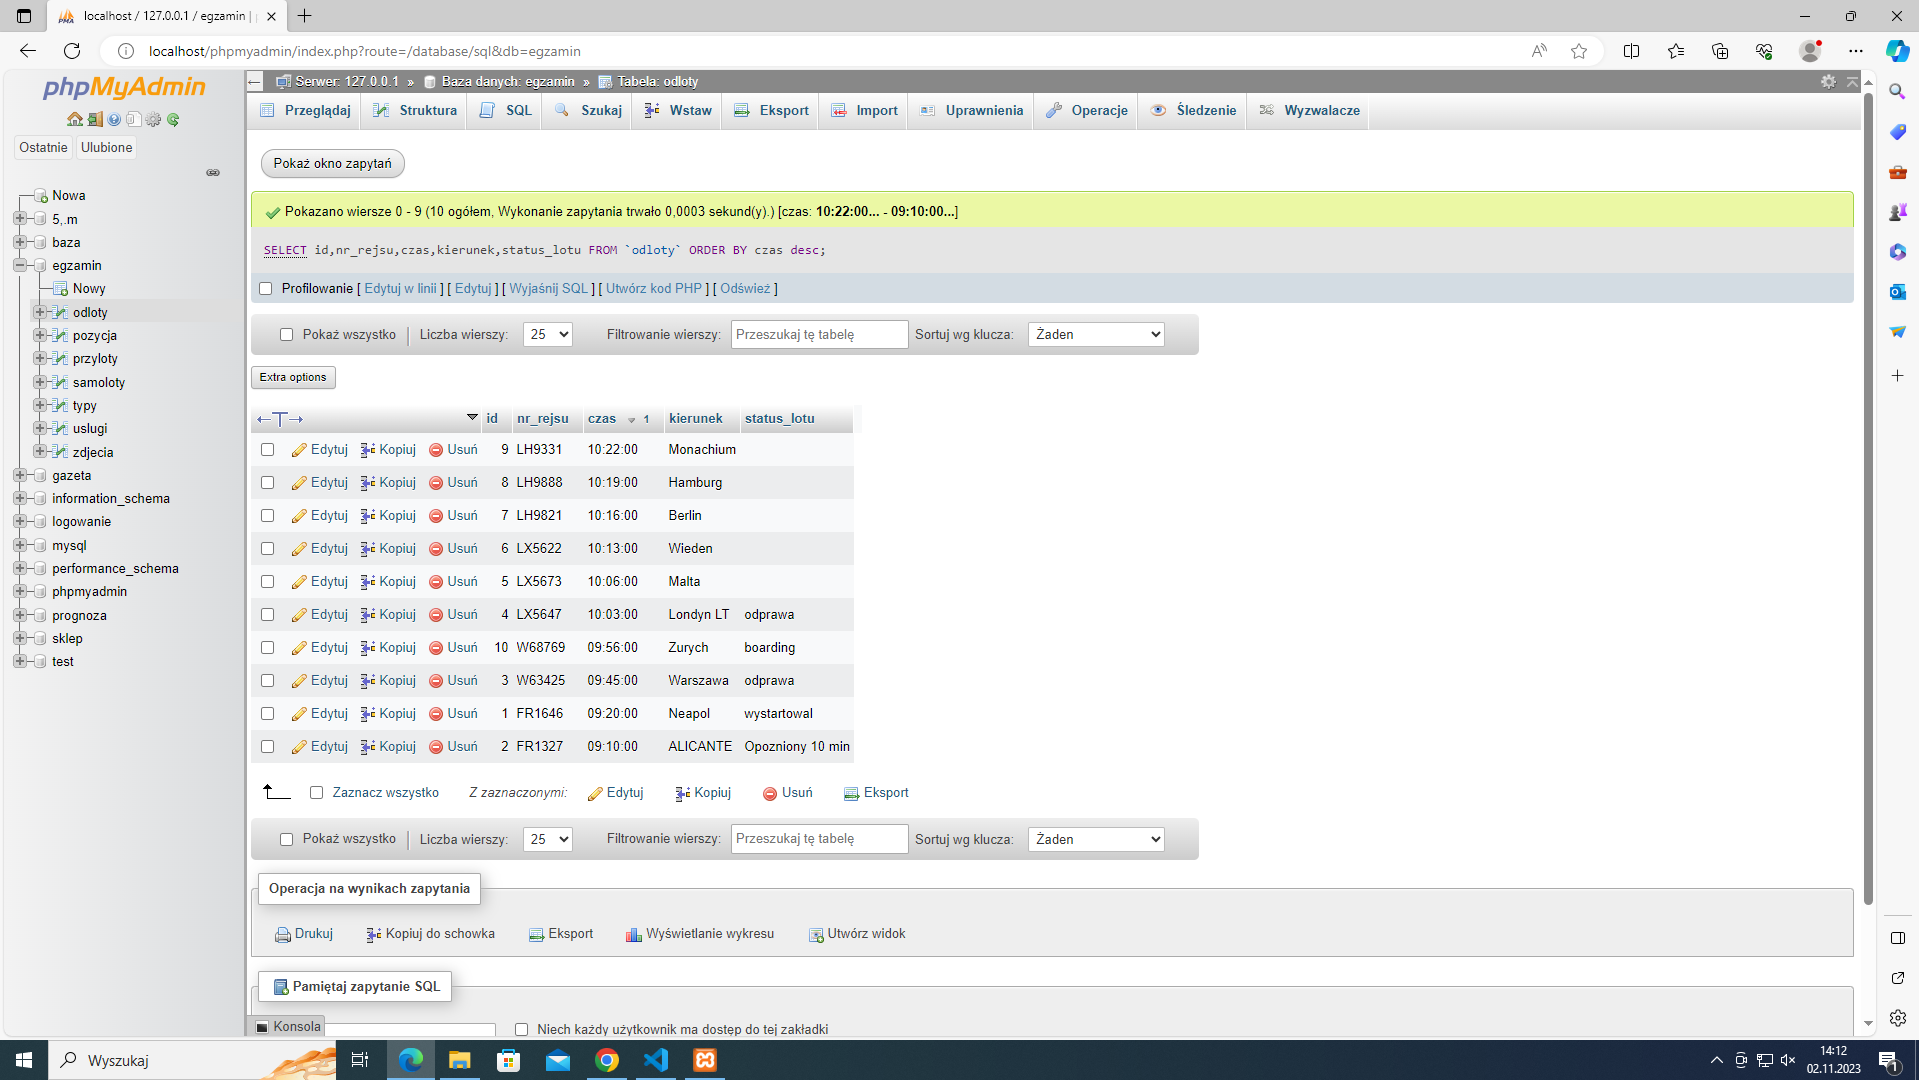 localhost / 127.0.0.1 / egzamin |
localhost/phpmyadmin/index.php?route=/database/sql&db=egzamin
phpMyAdmin
Ostatnie Ulubione
Nowa
5,.m
baza
egzamin
Nowy
odloty
pozycja
przyloty
samoloty
typy
uslugi
zdjecia
gazeta
information_schema
logowanie
mysql
performance_schema
phpmyadmin
prognoza
sklep
test
Serwer: 127.0.0.1 » Baza danych: egzamin » Tabela: odloty
Przeglądaj Struktura SQL Szukaj Wstaw Eksport Import Uprawnienia Operacje Śledzenie Wyzwalacze
Pokaż okno zapytań
Pokazano wiersze 0 - 9 (10 ogółem, Wykonanie zapytania trwało 0,0003 sekund(y).) [czas: 10:22:00... - 09:10:00...]
SELECT id,nr_rejsu,czas,kierunek,status_lotu FROM `odloty` ORDER BY czas desc;
Profilowanie [ Edytuj w linii ] [ Edytuj ] [ Wyjaśnij SQL ] [ Utwórz kod PHP ] [ Odśwież ]
Pokaż wszystko Liczba wierszy: 25 Filtrowanie wierszy: Przeszukaj tę tabelę Sortuj wg klucza: Żaden
Extra options
←T→ id nr_rejsu czas 1 kierunek status_lotu
Edytuj Kopiuj Usuń 9 LH9331 10:22:00 Monachium
Edytuj Kopiuj Usuń 8 LH9888 10:19:00 Hamburg
Edytuj Kopiuj Usuń 7 LH9821 10:16:00 Berlin
Edytuj Kopiuj Usuń 6 LX5622 10:13:00 Wieden
Edytuj Kopiuj Usuń 5 LX5673 10:06:00 Malta
Edytuj Kopiuj Usuń 4 LX5647 10:03:00 Londyn LT odprawa
Edytuj Kopiuj Usuń 10 W68769 09:56:00 Zurych boarding
Edytuj Kopiuj Usuń 3 W63425 09:45:00 Warszawa odprawa
Edytuj Kopiuj Usuń 1 FR1646 09:20:00 Neapol wystartowal
Edytuj Kopiuj Usuń 2 FR1327 09:10:00 ALICANTE Opozniony 10 min
Zaznacz wszystko Z zaznaczonymi: Edytuj Kopiuj Usuń Eksport
Pokaż wszystko Liczba wierszy: 25 Filtrowanie wierszy: Przeszukaj tę tabelę Sortuj wg klucza: Żaden
Operacja na wynikach zapytania
Drukuj Kopiuj do schowka Eksport Wyświetlanie wykresu Utwórz widok
Pamiętaj zapytanie SQL
Konsola Niech każdy użytkownik ma dostęp do tej zakładki
Wyszukaj
14:12
02.11.2023
1